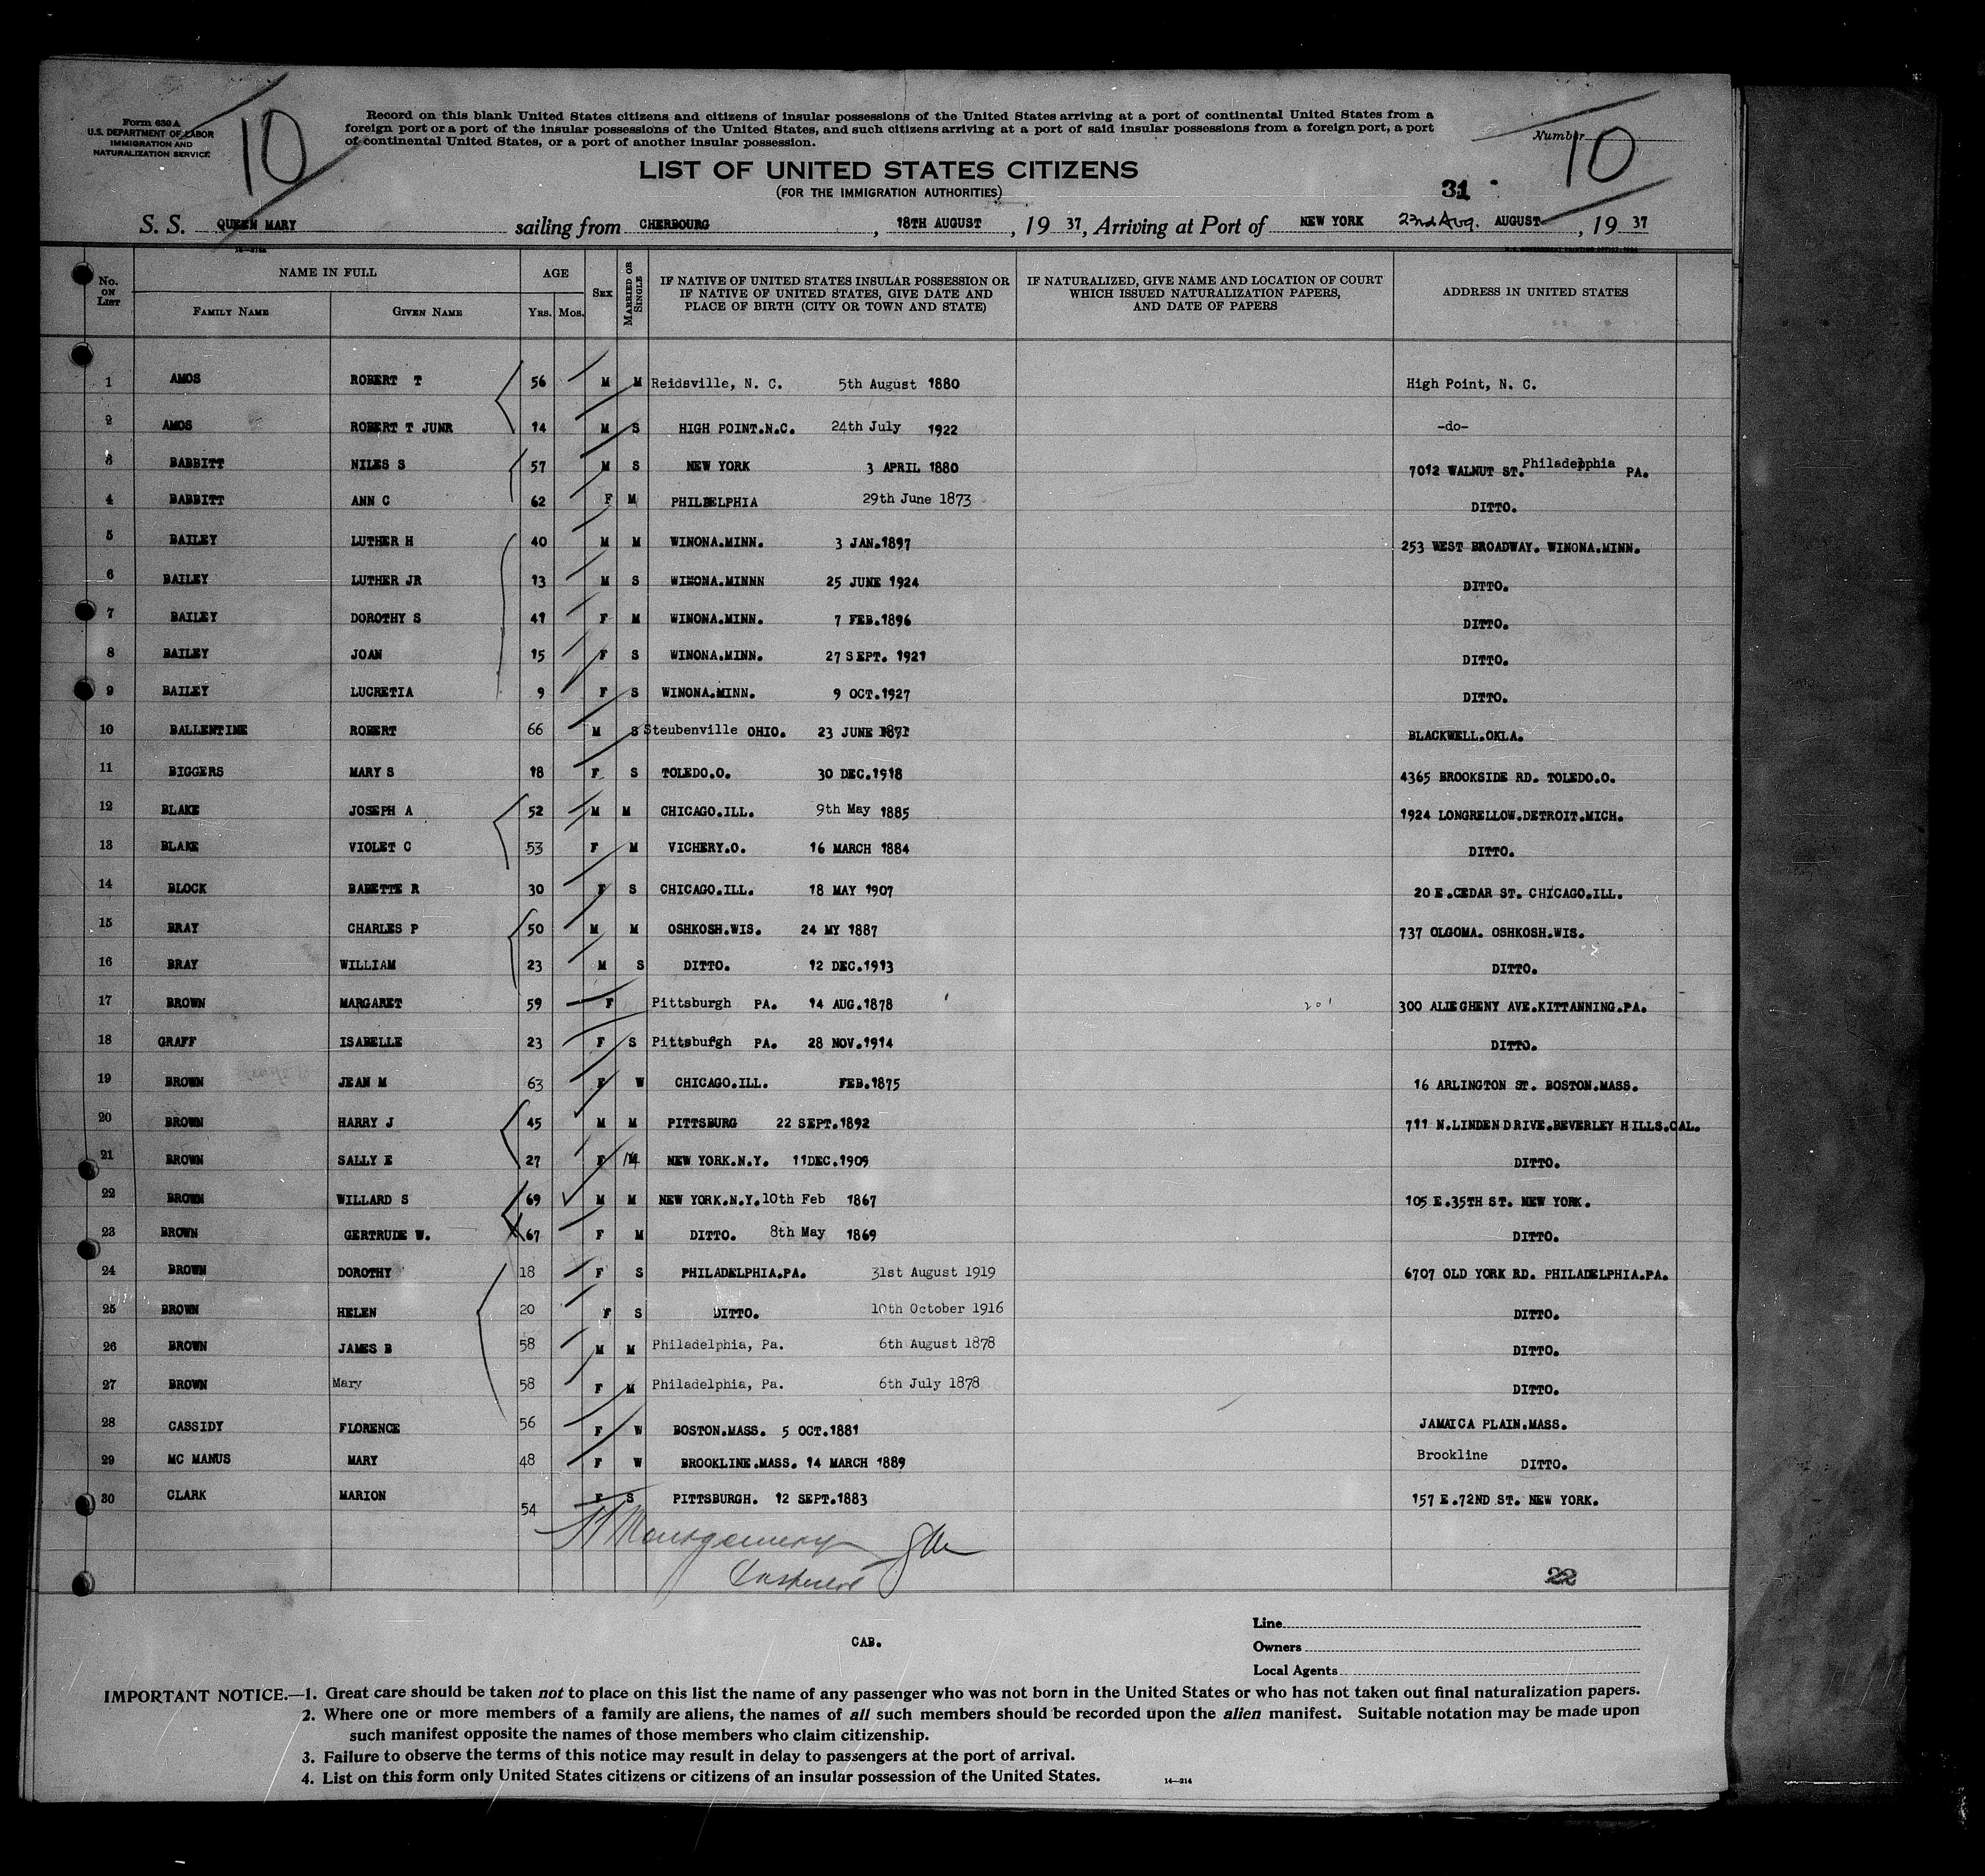 Form 630 A
U.S. DEPARTMENT OF LABOR
IMMIGRATION AND
NATURALIZATION SERVICE
10
Record on this blank United States citizens and citizens of insular possessions of the United States arriving at a port of continental United States from a
foreign port or a port of the insular possessions of the United States, and such citizens arriving at a port of said insular possessions from a foreign port, a port
of continental United States, or a port of another insular possession.
Number
10
LIST OF UNITED STATES CITIZENS
(FOR THE IMMIGRATION AUTHORITIES)
31
S. S. QUEEN MARY sailing from CHERBOURG, 18TH AUGUST, 19 37, Arriving at Port of NEW YORK 23rd Aug. AUGUST, 19 37
No. ON LIST NAME IN FULL FAMILY NAME GIVEN NAME AGE YRS. MOS. SEX MARRIED OR SINGLE IF NATIVE OF UNITED STATES INSULAR POSSESSION OR IF NATIVE OF UNITED STATES, GIVE DATE AND PLACE OF BIRTH (CITY OR TOWN AND STATE) IF NATURALIZED, GIVE NAME AND LOCATION OF COURT WHICH ISSUED NATURALIZATION PAPERS, AND DATE OF PAPERS ADDRESS IN UNITED STATES
1 AMOS ROBERT T 56 M M Reidsville, N. C. 5th August 1880 High Point, N. C.
2 AMOS ROBERT T JUNR 14 M S HIGH POINT.N.C. 24th July 1922 -do-
3 BABBITT NILES S 57 M S NEW YORK 3 APRIL 1880 7012 WALNUT ST. Philadelphia PA.
4 BABBITT ANN C 62 F M PHILDELPHIA 29th June 1873 DITTO.
5 BAILEY LUTHER H 40 M M WINONA.MINN. 3 JAN.1897 253 WEST BROADWAY. WINONA.MINN.
6 BAILEY LUTHER JR 13 M S WINONA.MINNN 25 JUNE 1924 DITTO.
7 BAILEY DOROTHY S 41 F M WINONA.MINN. 7 FEB.1896 DITTO.
8 BAILEY JOAN 15 F S WINONA.MINN. 27 SEPT. 1921 DITTO.
9 BAILEY LUCRETIA 9 F S WINONA.MINN. 9 OCT.1927 DITTO.
10 BALLENTINE ROBERT 66 M S Steubenville OHIO. 23 JUNE 1871 BLACKWELL.OKLA.
11 BIGGERS MARY S 18 F S TOLEDO.O. 30 DEC.1918 4365 BROOKSIDE RD. TOLEDO.O.
12 BLAKE JOSEPH A 52 M M CHICAGO.ILL. 9th May 1885 1924 LONGRELLOW.DETROIT.MICH.
13 BLAKE VIOLET C 53 F M VICHERY.O. 16 MARCH 1884 DITTO.
14 BLOCK BABETTE R 30 F S CHICAGO.ILL. 18 MAY 1907 20 E.CEDAR ST. CHICAGO.ILL.
15 BRAY CHARLES P 50 M M OSHKOSH.WIS. 24 MY 1887 737 OLGOMA. OSHKOSH.WIS.
16 BRAY WILLIAM 23 M S DITTO. 12 DEC.1913 DITTO.
17 BROWN MARGARET 59 F Pittsburgh PA. 14 AUG.1878 300 ALLEGHENY AVE.KITTANNING.PA.
18 GRAFF ISABELLE 23 F S Pittsburgh PA. 28 NOV.1914 DITTO.
19 BROWN JEAN M 63 F W CHICAGO.ILL. FEB.1875 16 ARLINGTON ST. BOSTON.MASS.
20 BROWN HARRY J 45 M M PITTSBURG 22 SEPT.1892 711 N.LINDEN DRIVE.BEVERLEY HILLS.CAL.
21 BROWN SALLY E 27 F M NEW YORK.N.Y. 11DEC.1909 DITTO.
22 BROWN WILLARD S 69 M M NEW YORK.N.Y. 10th Feb 1867 105 E.35TH ST. NEW YORK.
23 BROWN GERTRUDE W. 67 F M DITTO. 8th May 1869 DITTO.
24 BROWN DOROTHY 18 F S PHILADELPHIA.PA. 31st August 1919 6707 OLD YORK RD. PHILADELPHIA.PA.
25 BROWN HELEN 20 F S DITTO. 10th October 1916 DITTO.
26 BROWN JAMES B 58 M M Philadelphia, Pa. 6th August 1878 DITTO.
27 BROWN Mary 58 F M Philadelphia, Pa. 6th July 1878 DITTO.
28 CASSIDY FLORENCE 56 F W BOSTON.MASS. 5 OCT.1881 JAMAICA PLAIN.MASS.
29 MC MANUS MARY 48 F W BROOKLINE.MASS. 14 MARCH 1889 Brookline DITTO.
30 CLARK MARION 54 F S PITTSBURGH. 12 SEPT.1883 157 E.72ND ST. NEW YORK.
Montgomery
Inspector
22
CAB.
Line
Owners
Local Agents
IMPORTANT NOTICE.—1. Great care should be taken not to place on this list the name of any passenger who was not born in the United States or who has not taken out final naturalization papers.
2. Where one or more members of a family are aliens, the names of all such members should be recorded upon the alien manifest. Suitable notation may be made upon
such manifest opposite the names of those members who claim citizenship.
3. Failure to observe the terms of this notice may result in delay to passengers at the port of arrival.
4. List on this form only United States citizens or citizens of an insular possession of the United States.
14—214